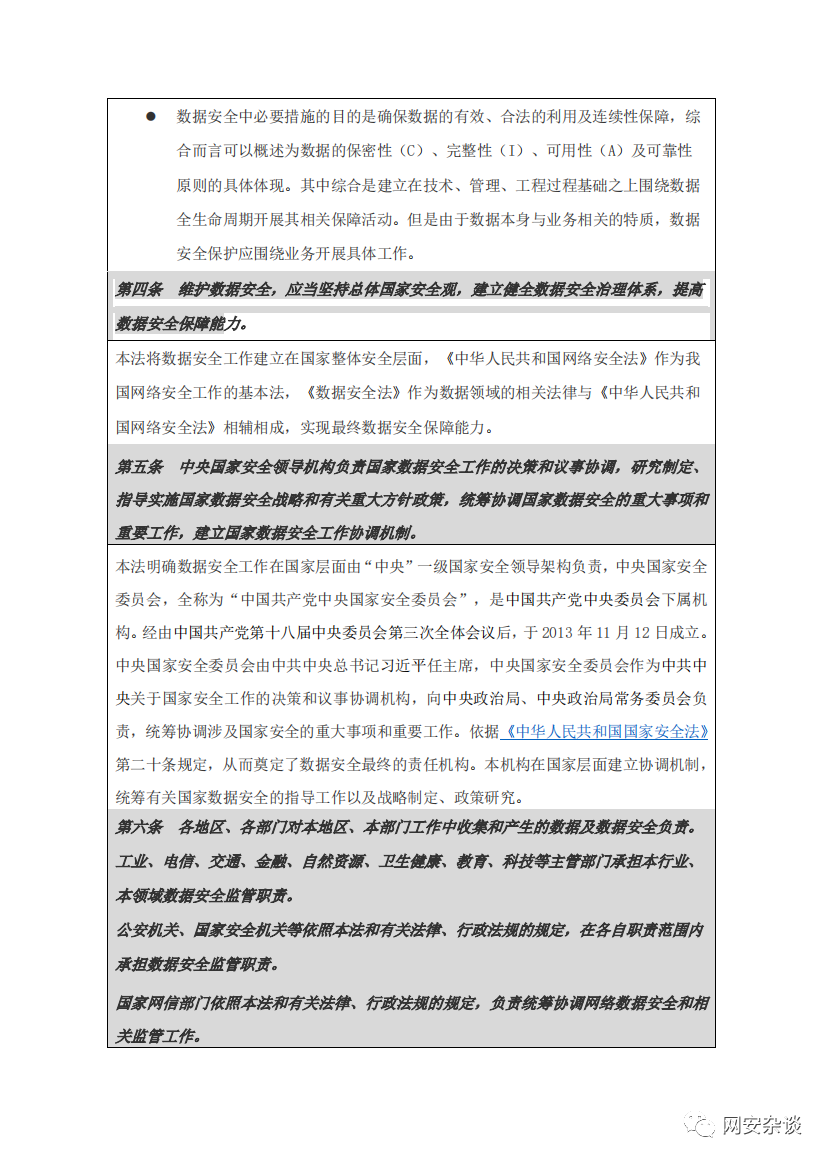 ● 数据安全中必要措施的目的是确保数据的有效、合法的利用及连续性保障，综
合而言可以概述为数据的保密性（C）、完整性（I）、可用性（A）及可靠性
原则的具体体现。其中综合是建立在技术、管理、工程过程基础之上围绕数据
全生命周期开展其相关保障活动。但是由于数据本身与业务相关的特质，数据
安全保护应围绕业务开展具体工作。
第四条 维护数据安全，应当坚持总体国家安全观，建立健全数据安全治理体系，提高
数据安全保障能力。
本法将数据安全工作建立在国家整体安全层面，《中华人民共和国网络安全法》作为我
国网络安全工作的基本法，《数据安全法》作为数据领域的相关法律与《中华人民共和
国网络安全法》相辅相成，实现最终数据安全保障能力。
第五条 中央国家安全领导机构负责国家数据安全工作的决策和议事协调，研究制定、
指导实施国家数据安全战略和有关重大方针政策，统筹协调国家数据安全的重大事项和
重要工作，建立国家数据安全工作协调机制。
本法明确数据安全工作在国家层面由“中央”一级国家安全领导架构负责，中央国家安全
委员会，全称为“中国共产党中央国家安全委员会”，是中国共产党中央委员会下属机
构。经由中国共产党第十八届中央委员会第三次全体会议后，于 2013 年 11 月 12 日成立。
中央国家安全委员会由中共中央总书记习近平任主席，中央国家安全委员会作为中共中
央关于国家安全工作的决策和议事协调机构，向中央政治局、中央政治局常务委员会负
责，统筹协调涉及国家安全的重大事项和重要工作。依据《中华人民共和国国家安全法》
第二十条规定，从而奠定了数据安全最终的责任机构。本机构在国家层面建立协调机制，
统筹有关国家数据安全的指导工作以及战略制定、政策研究。
第六条 各地区、各部门对本地区、本部门工作中收集和产生的数据及数据安全负责。
工业、电信、交通、金融、自然资源、卫生健康、教育、科技等主管部门承担本行业、
本领域数据安全监管职责。
公安机关、国家安全机关等依照本法和有关法律、行政法规的规定，在各自职责范围内
承担数据安全监管职责。
国家网信部门依照本法和有关法律、行政法规的规定，负责统筹协调网络数据安全和相
关监管工作。
网安杂谈